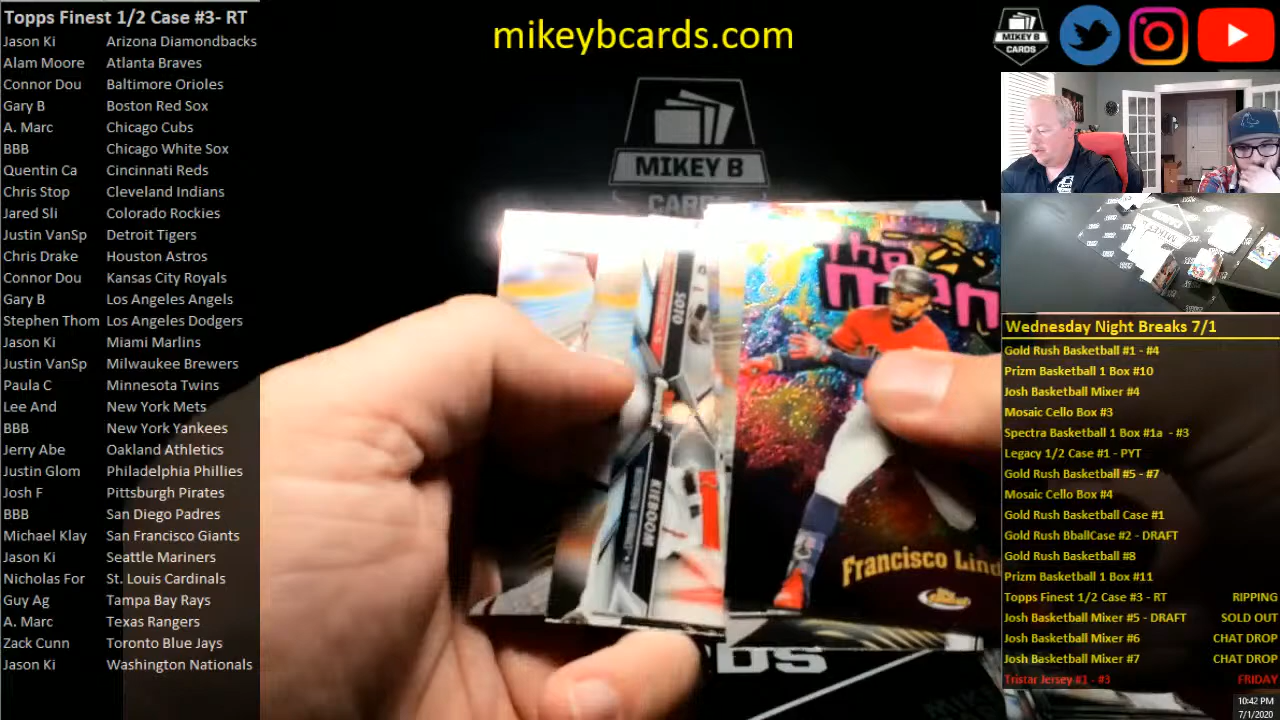 Topps Finest 1/2 Case #3- RT
Jason Ki Arizona Diamondbacks
Alam Moore Atlanta Braves
Connor Dou Baltimore Orioles
Gary B Boston Red Sox
A. Marc Chicago Cubs
BBB Chicago White Sox
Quentin Ca Cincinnati Reds
Chris Stop Cleveland Indians
Jared Sli Colorado Rockies
Justin VanSp Detroit Tigers
Chris Drake Houston Astros
Connor Dou Kansas City Royals
Gary B Los Angeles Angels
Stephen Thom Los Angeles Dodgers
Jason Ki Miami Marlins
Justin VanSp Milwaukee Brewers
Paula C Minnesota Twins
Lee And New York Mets
BBB New York Yankees
Jerry Abe Oakland Athletics
Justin Glom Philadelphia Phillies
Josh F Pittsburgh Pirates
BBB San Diego Padres
Michael Klay San Francisco Giants
Jason Ki Seattle Mariners
Nicholas For St. Louis Cardinals
Guy Ag Tampa Bay Rays
A. Marc Texas Rangers
Zack Cunn Toronto Blue Jays
Jason Ki Washington Nationals
mikeybcards.com
MIKEY B
CARDS
SOTO
KIEBOOM
The
man
Francisco Lind
finest
MIKEY B
CARDS
Wednesday Night Breaks 7/1
Gold Rush Basketball #1 - #4
Prizm Basketball 1 Box #10
Josh Basketball Mixer #4
Mosaic Cello Box #3
Spectra Basketball 1 Box #1a - #3
Legacy 1/2 Case #1 - PYT
Gold Rush Basketball #5 - #7
Mosaic Cello Box #4
Gold Rush Basketball Case #1
Gold Rush BballCase #2 - DRAFT
Gold Rush Basketball #8
Prizm Basketball 1 Box #11
Topps Finest 1/2 Case #3 - RT RIPPING
Josh Basketball Mixer #5 - DRAFT SOLD OUT
Josh Basketball Mixer #6 CHAT DROP
Josh Basketball Mixer #7 CHAT DROP
Tristar Jersey #1 - #3 FRIDAY
10:42 PM
7/1/2020